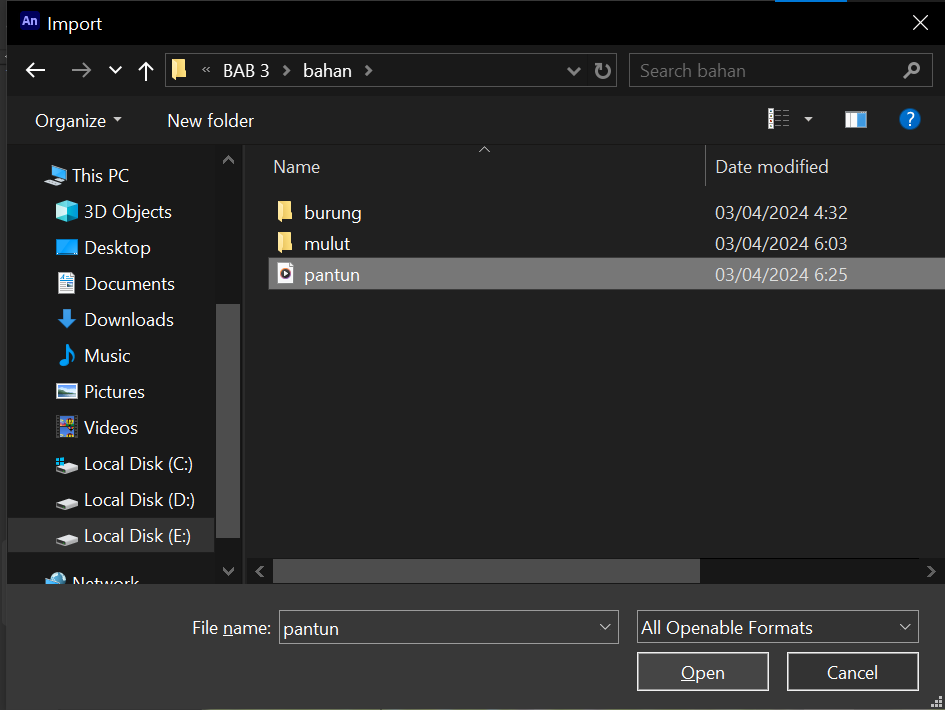 An Import
« BAB 3 > bahan >
Search bahan
Organize
New folder
?
Name
Date modified
This PC
3D Objects
Desktop
Documents
Downloads
Music
Pictures
Videos
Local Disk (C:)
Local Disk (D:)
Local Disk (E:)
Network
burung 03/04/2024 4:32
mulut 03/04/2024 6:03
pantun 03/04/2024 6:25
File name: pantun
All Openable Formats
Open
Cancel